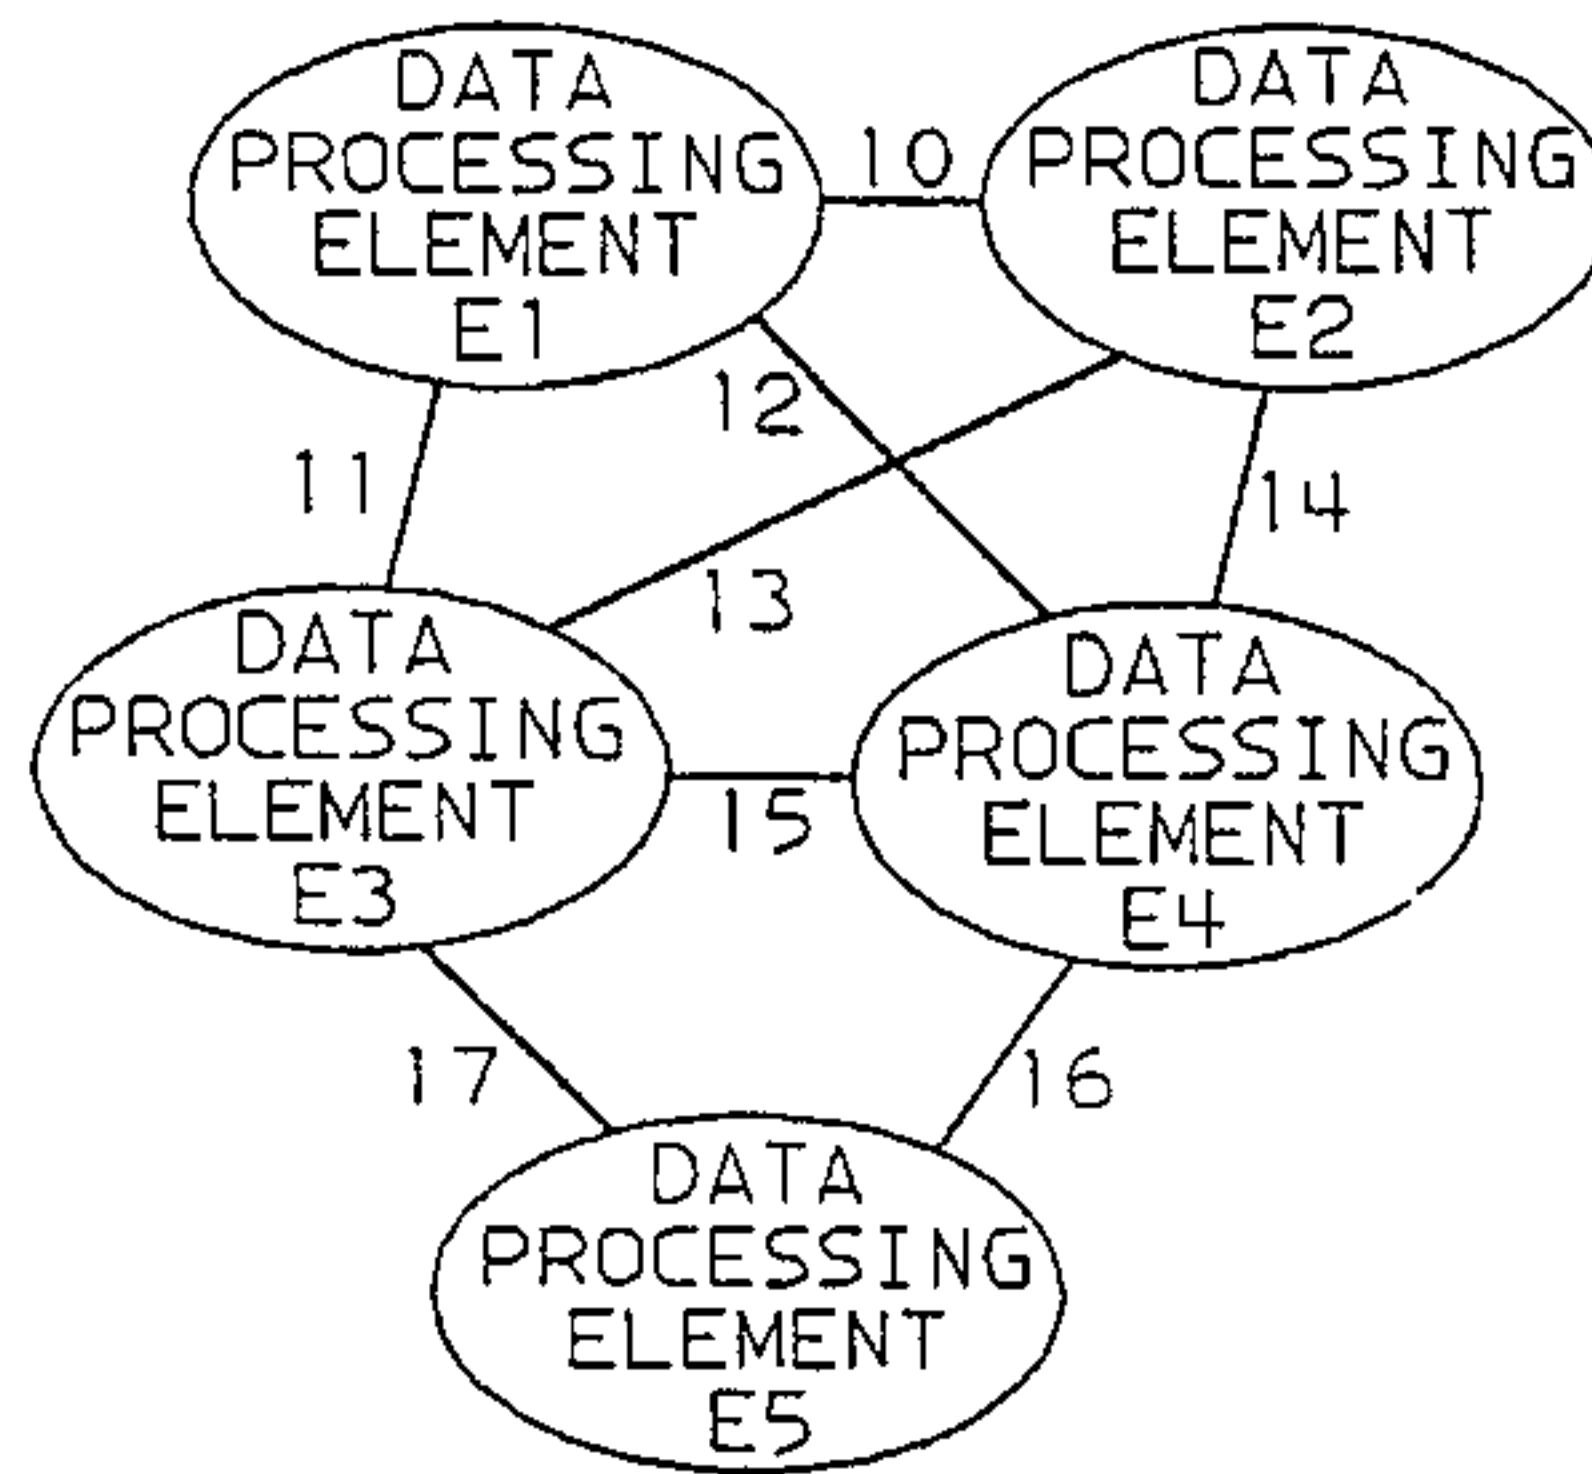 DATA
PROCESSING
ELEMENT
E1
10
DATA
PROCESSING
ELEMENT
E2
12
11
14
13
DATA
PROCESSING
ELEMENT
E3
15
DATA
PROCESSING
ELEMENT
E4
17
16
DATA
PROCESSING
ELEMENT
E5